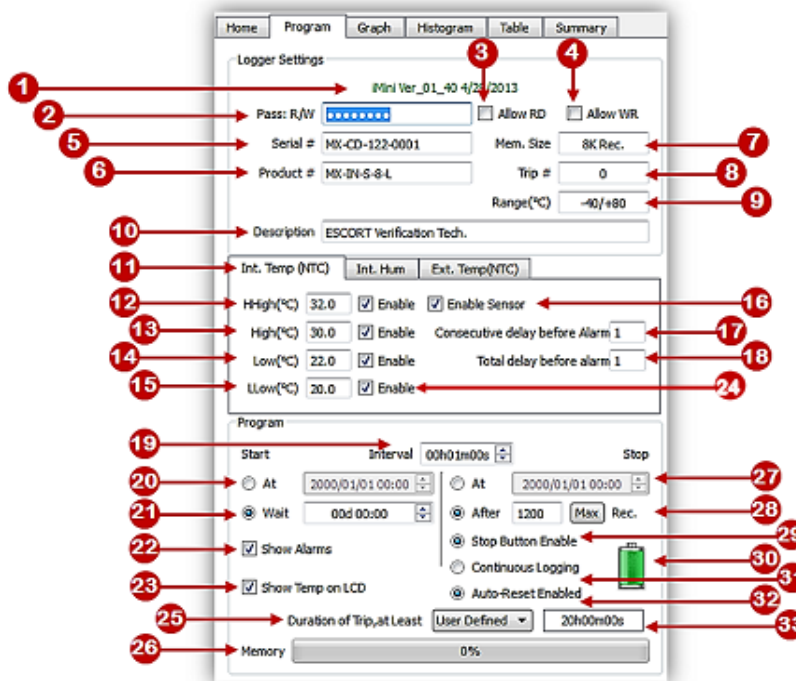 Home Program Graph Histogram Table Summary
3 4
Logger Settings
1 iMini Ver_01_40 4/29/2013
2 Pass: R/W Allow RD Allow WR
5 Serial # MX-CD-122-0001 Mem. Size 8K Rec. 7
6 Product # MX-IN-S-8-L Trip # 0 8
Range(°C) -40/+80 9
10 Description ESCORT Verification Tech.
11 Int. Temp (NTC) Int. Hum Ext. Temp(NTC)
12 HHigh(°C) 32.0 Enable Enable Sensor 16
13 High(°C) 30.0 Enable Consecutive delay before Alarm 1 17
14 Low(°C) 22.0 Enable Total delay before alarm 1 18
15 LLow(°C) 20.0 Enable 24
Program
19
Start Interval 00h01m00s Stop
20 At 2000/01/01 00:00 At 2000/01/01 00:00 27
21 Wait 00d 00:00 After 1200 Max Rec. 28
22 Show Alarms Stop Button Enable 29
Continuous Logging 30
23 Show Temp on LCD 31
Auto-Reset Enabled 32
25 Duration of Trip,at Least User Defined 20h00m00s 33
26 Memory 0%